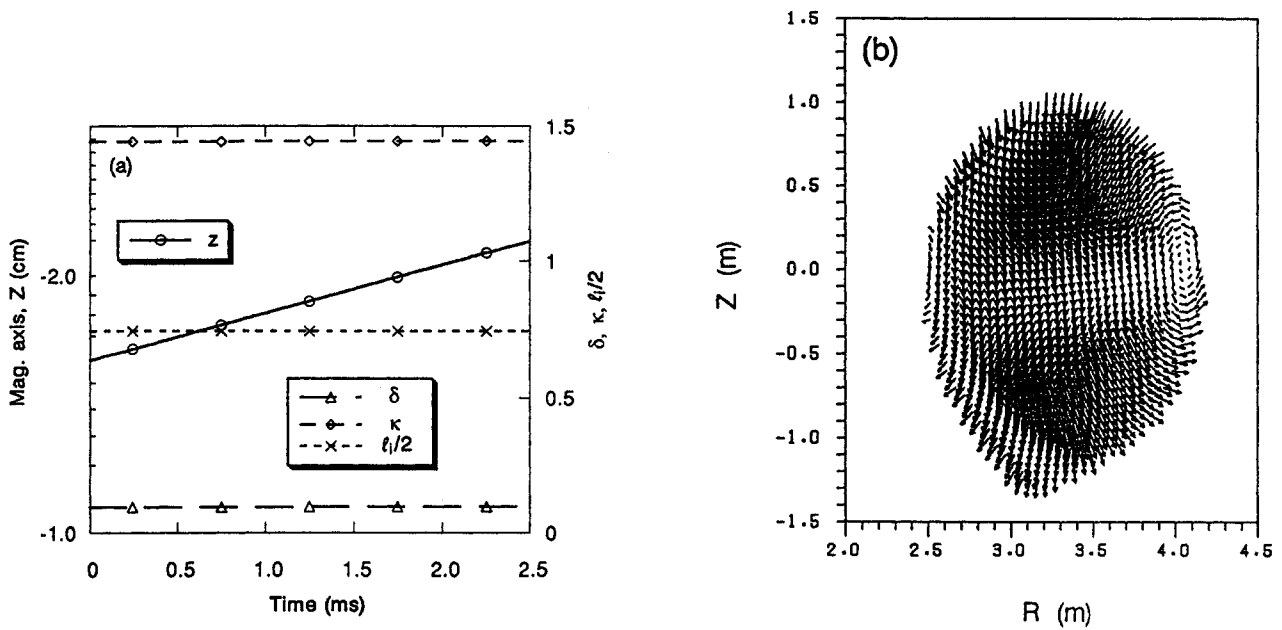 (a)
1.5
1
0.5
0
-2.0
-1.0
Mag. axis, Z (cm)
δ, κ, ℓi/2
z
δ
κ
ℓi/2
0 0.5 1.0 1.5 2.0 2.5
Time (ms)
(b)
1.5
1.0
0.5
0.0
-0.5
-1.0
-1.5
Z (m)
2.0 2.5 3.0 3.5 4.0 4.5
R (m)